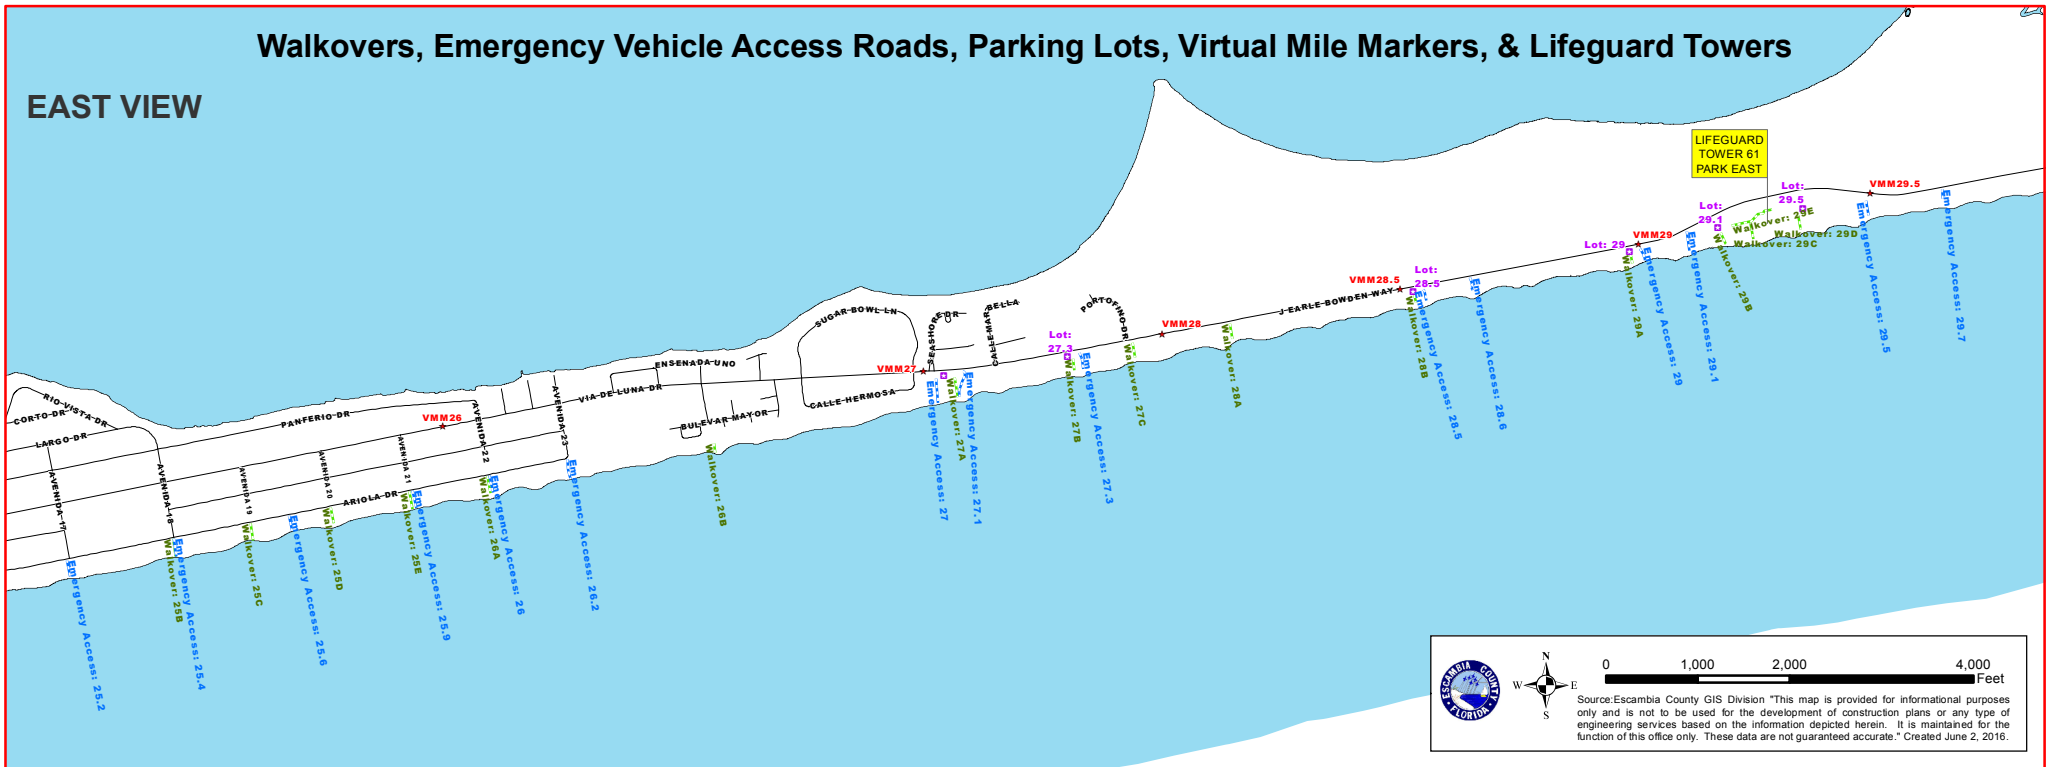 Walkovers, Emergency Vehicle Access Roads, Parking Lots, Virtual Mile Markers, & Lifeguard Towers
EAST VIEW
LIFEGUARD
TOWER 61
PARK EAST
Lot:
29.5
VMM29.5
Lot:
29.1
Walkover: 29E
Walkover: 29D
Walkover: 29C
Walkover: 29B
VMM29
Lot: 29
Walkover: 29A
Emergency Access: 29
Emergency Access: 29.1
Emergency Access: 29.5
Emergency Access: 29.7
VMM28.5
Lot:
28.5
J EARLE BOWDEN WAY
Walkover: 28B
Emergency Access: 28.5
Emergency Access: 28.6
PORTOFINO DR
VMM28
Walkover: 28A
Lot:
27.3
Walkover: 27B
Emergency Access: 27.3
Walkover: 27C
BELLA
CALLE MAR
SEASHORE DR
SUGAR BOWL LN
VMM27
CALLE HERMOSA
Emergency Access: 27
Walkover: 27A
Emergency Access: 27.1
ENSENADA UNO
VIA DE LUNA DR
BULEVAR MAYOR
Walkover: 26B
AVENIDA 23
Emergency Access: 26.2
AVENIDA 22
Walkover: 26A
Emergency Access: 26
VMM26
PANFERIO DR
AVENIDA 21
Walkover: 25E
Emergency Access: 25.9
ARIOLA DR
AVENIDA 20
Walkover: 25D
Emergency Access: 25.6
AVENIDA 19
Walkover: 25C
AVENIDA 18
Walkover: 25B
Emergency Access: 25.4
RIO VISTA DR
CORTO DR
LARGO DR
AVENIDA 17
Emergency Access: 25.2
ESCAMBIA COUNTY
FLORIDA
N
W E
S
0 1,000 2,000 4,000
Feet
Source:Escambia County GIS Division "This map is provided for informational purposes
only and is not to be used for the development of construction plans or any type of
engineering services based on the information depicted herein. It is maintained for the
function of this office only. These data are not guaranteed accurate." Created June 2, 2016.